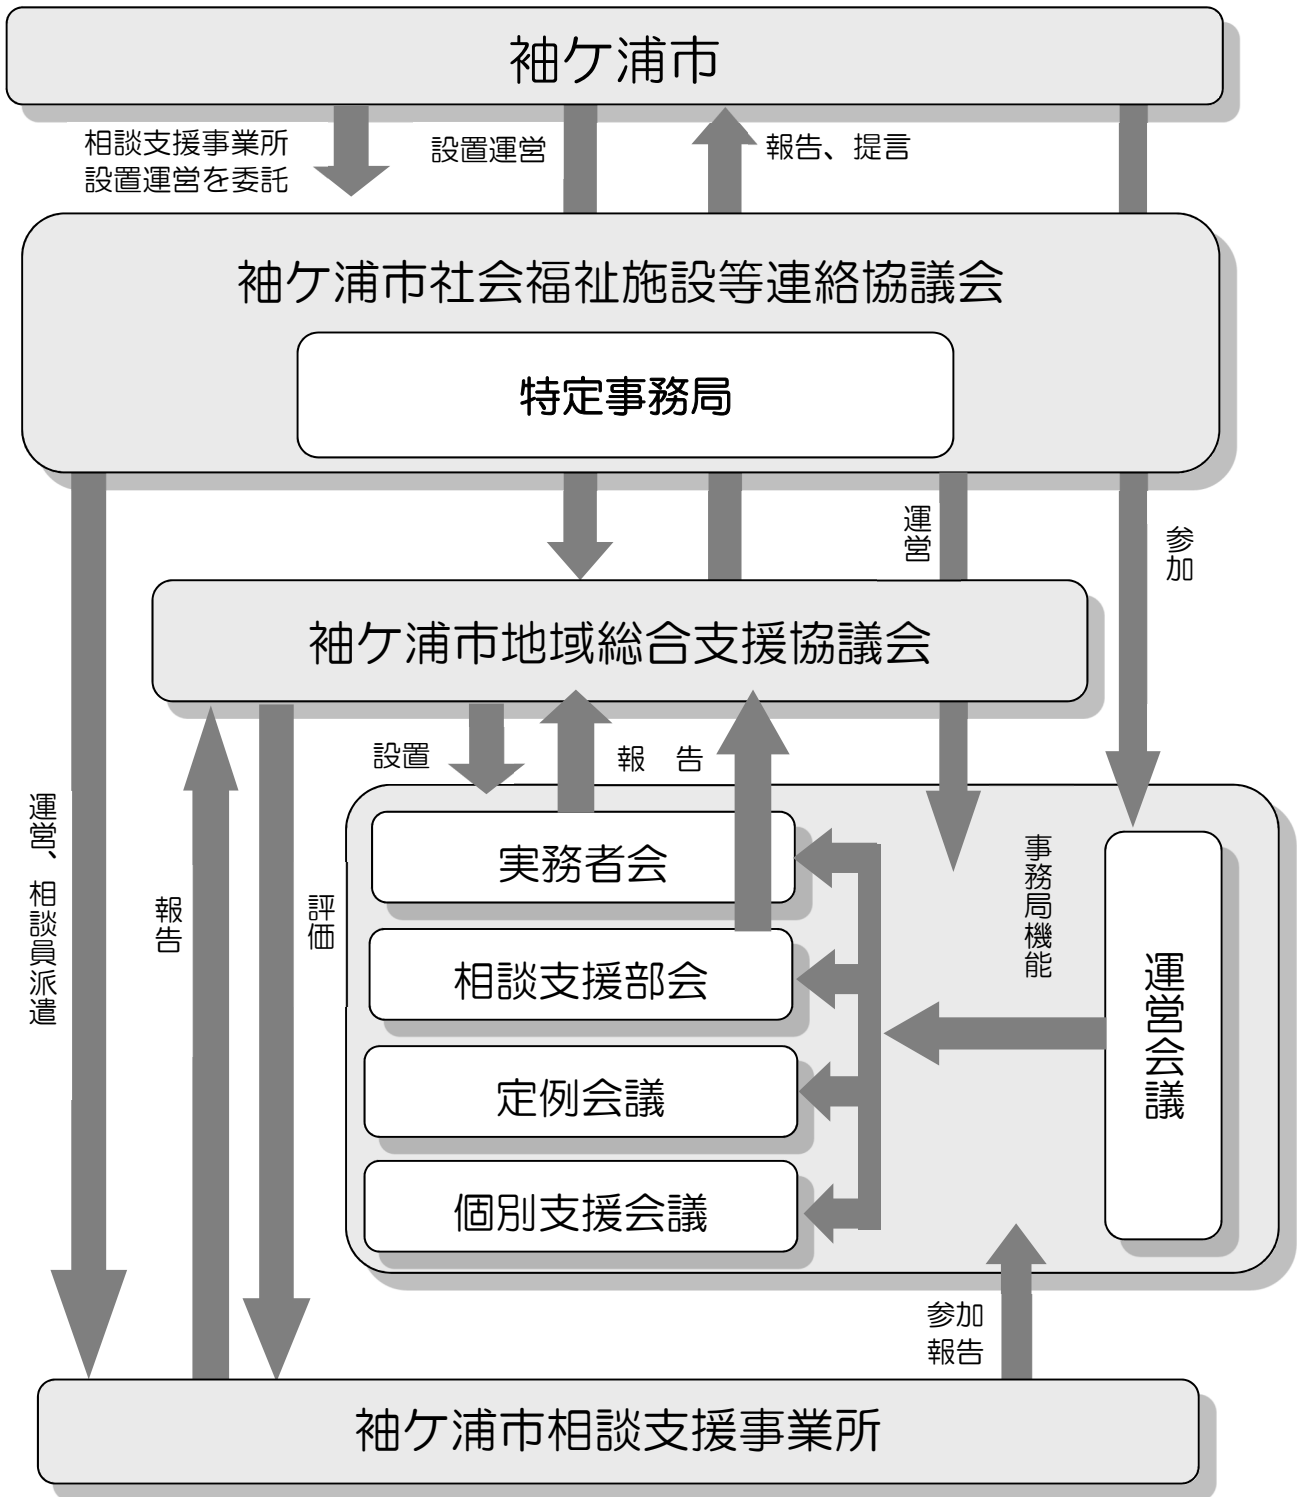 袖ケ浦市
相談支援事業所
設置運営を委託
設置運営
報告、提言
袖ケ浦市社会福祉施設等連絡協議会
特定事務局
運営
参加
袖ケ浦市地域総合支援協議会
設置
報　告
運営、相談員派遣
報告
評価
実務者会
相談支援部会
定例会議
個別支援会議
事務局機能
運営会議
参加
報告
袖ケ浦市相談支援事業所